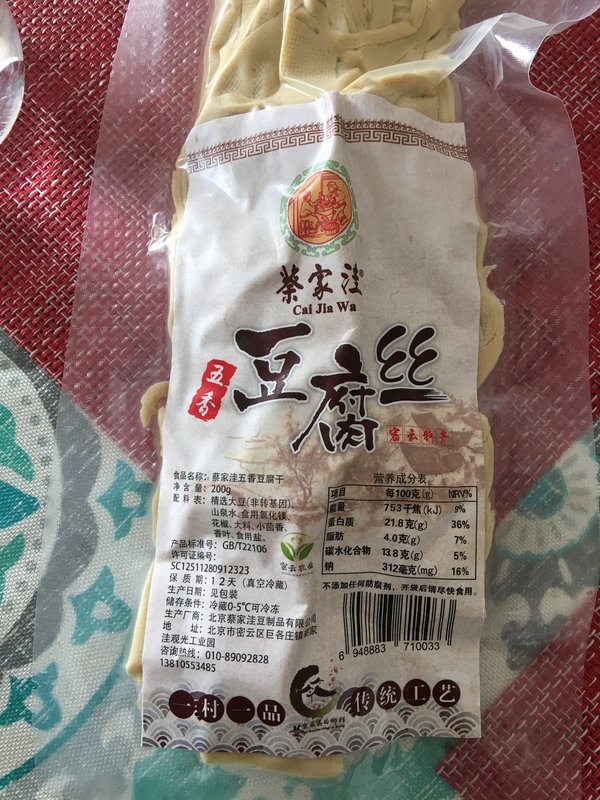 蔡家洼
Cai Jia Wa
五香
豆腐丝
密云特产
食品名称：蔡家洼五香豆腐干
净 含 量：200g
配 料 表：精选大豆(非转基因)、
山泉水、食用氯化镁、
花椒、大料、小茴香、
香叶、食用盐。
产品标准号：GB/T22106
许可证编号：
SC12511280912323
保 质 期：12天（真空冷藏）
生产日期：见包装
储存条件：冷藏0-5℃可冷冻
生产厂商：北京蔡家洼豆制品有限公司
地 址：北京市密云区巨各庄镇蔡家
洼观光工业园
咨询热线：010-89092828
13810553485
密云农业
营养成分表
项目 每100克(g) NRV%
能量 753千焦(kJ) 9%
蛋白质 21.8克(g) 36%
脂肪 4.0克(g) 7%
碳水化合物 13.8克(g) 5%
钠 312毫克(mg) 16%
不添加任何防腐剂，开袋后请尽快食用。
6 948883 710033
一村一品 传统工艺